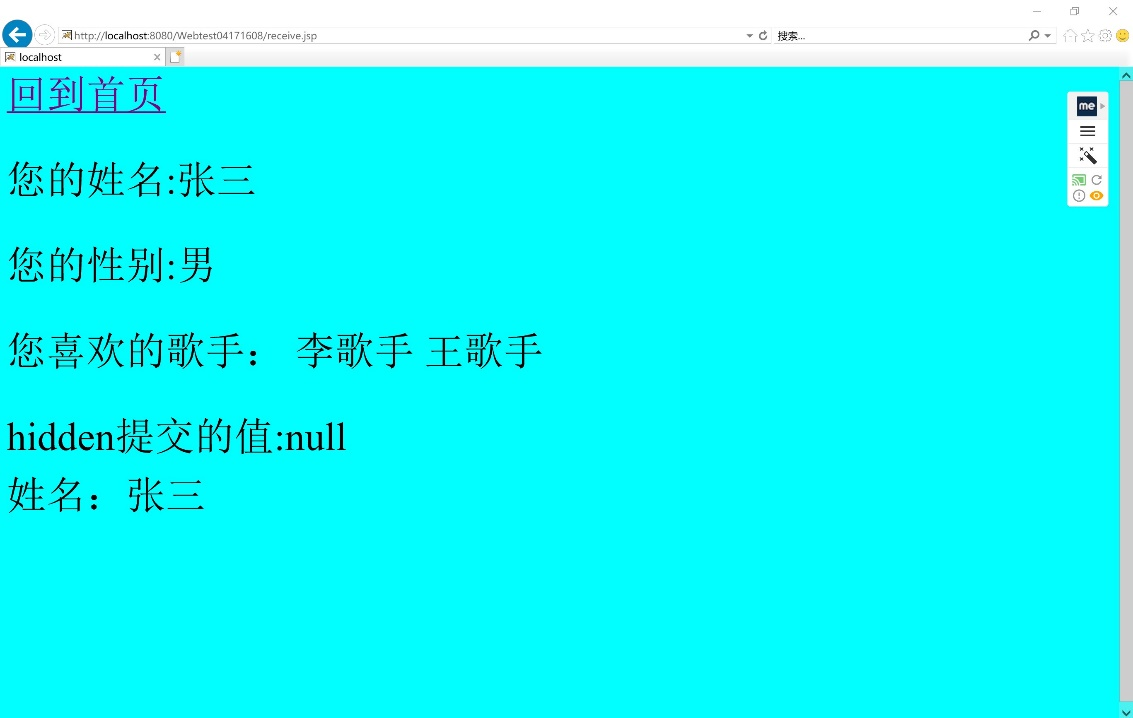 http://localhost:8080/Webtest04171608/receive.jsp
搜索...
localhost
回到首页
me
您的姓名:张三
您的性别:男
您喜欢的歌手： 李歌手 王歌手
hidden提交的值:null
姓名：张三